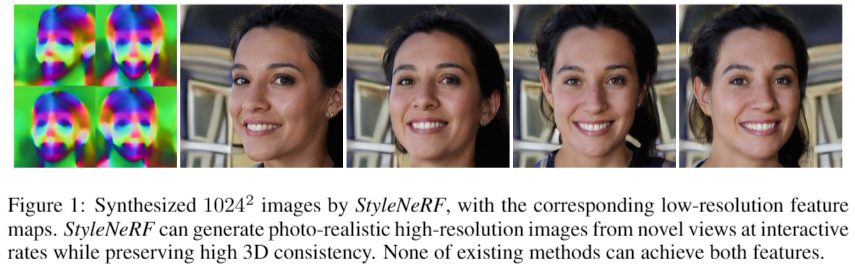 Figure 1: Synthesized 1024² images by StyleNeRF, with the corresponding low-resolution feature
maps. StyleNeRF can generate photo-realistic high-resolution images from novel views at interactive
rates while preserving high 3D consistency. None of existing methods can achieve both features.